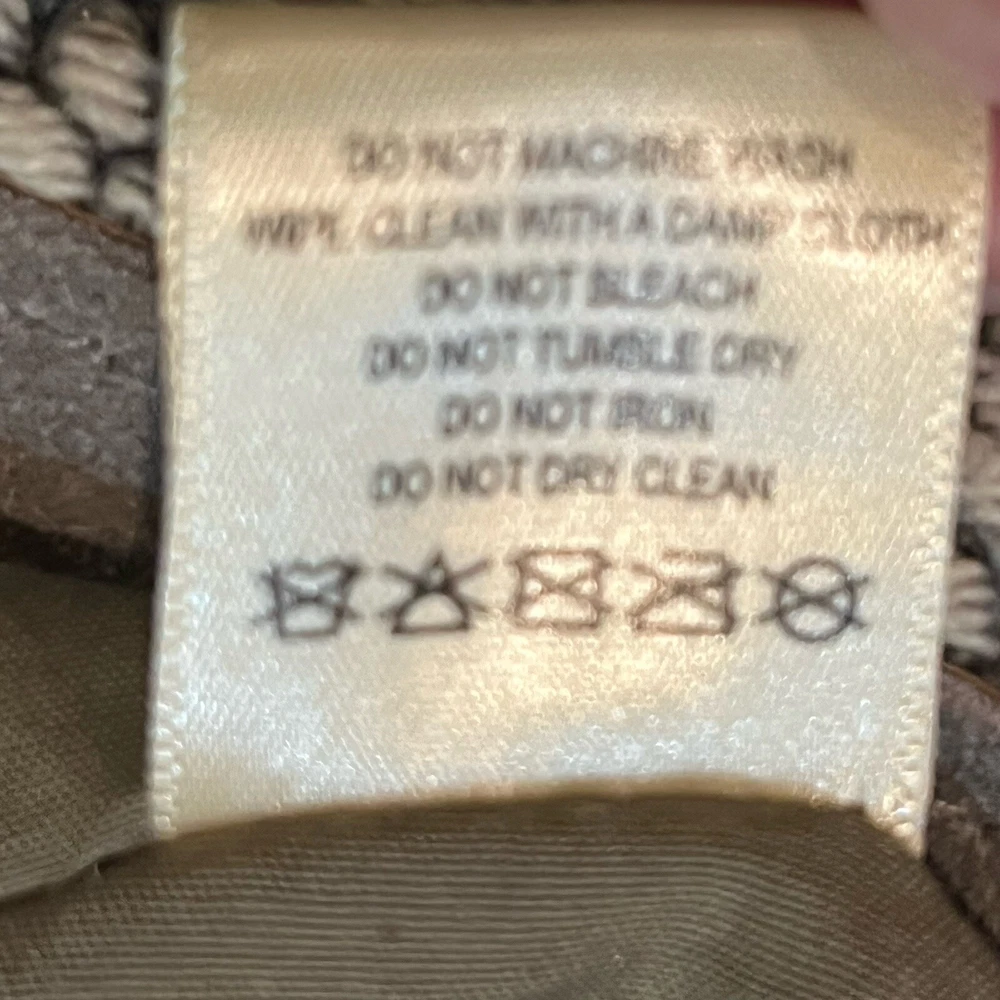 DO NOT MACHINE WASH
WIPE CLEAN WITH A DAMP CLOTH
DO NOT BLEACH
DO NOT TUMBLE DRY
DO NOT IRON
DO NOT DRY CLEAN